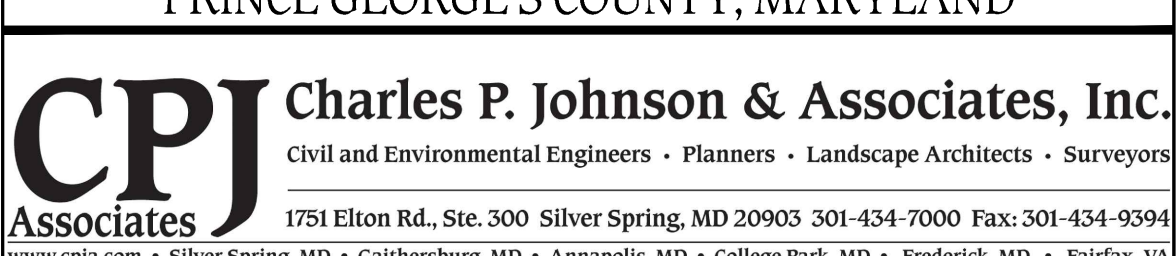 PRINCE GEORGE'S COUNTY, MARYLAND
CPJ
Associates
Charles P. Johnson & Associates, Inc.
Civil and Environmental Engineers • Planners • Landscape Architects • Surveyors
1751 Elton Rd., Ste. 300 Silver Spring, MD 20903 301-434-7000 Fax: 301-434-9394
www.cpja.com • Silver Spring, MD • Gaithersburg, MD • Annapolis, MD • College Park, MD • Frederick, MD • Fairfax, VA